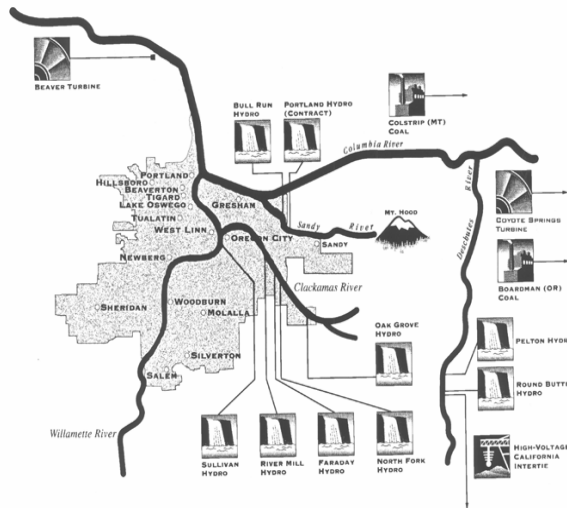 BEAVER TURBINE
BULL RUN
HYDRO
PORTLAND HYDRO
(CONTRACT)
COLSTRIP (MT)
COAL
Columbia River
PORTLAND
HILLSBORO
BEAVERTON
TIGARD
LAKE OSWEGO
TUALATIN
WEST LINN
GRESHAM
OREGON CITY
Sandy River
SANDY
MT. HOOD
Deschutes River
COYOTE SPRINGS
TURBINE
BOARDMAN (OR)
COAL
NEWBERG
Clackamas River
SHERIDAN
WOODBURN
MOLALLA
OAK GROVE
HYDRO
PELTON HYDR
SILVERTON
SALEM
ROUND BUTT
HYDRO
Willamette River
SULLIVAN
HYDRO
RIVER MILL
HYDRO
FARADAY
HYDRO
NORTH FORK
HYDRO
HIGH-VOLTAGE
CALIFORNIA
INTERTIE